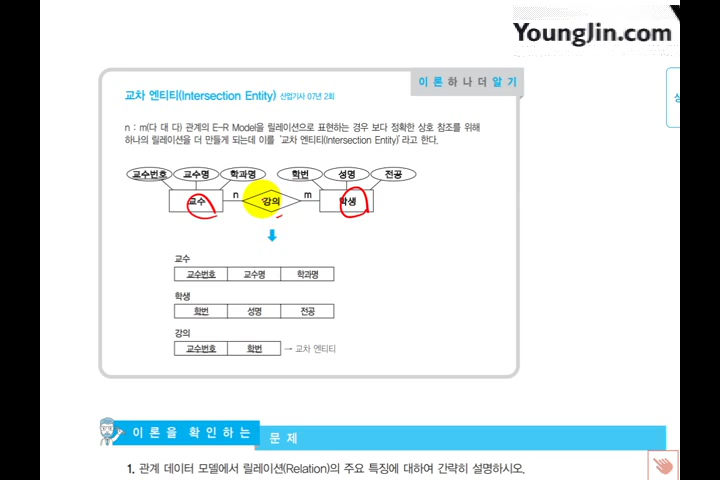 YoungJin.com
이론하나더알기
교차 엔티티(Intersection Entity) 산업기사 07년 2회
n : m(다 대 다) 관계의 E-R Model을 릴레이션으로 표현하는 경우 보다 정확한 상호 참조를 위해
하나의 릴레이션을 더 만들게 되는데 이를 '교차 엔티티(Intersection Entity)' 라고 한다.
교수번호 교수명 학과명 학번 성명 전공
교수 n 강의 m 학생
교수
교수번호 교수명 학과명
학생
학번 성명 전공
강의
교수번호 학번 → 교차 엔티티
이론을 확인하는 문제
1. 관계 데이터 모델에서 릴레이션(Relation)의 주요 특징에 대하여 간략히 설명하시오.